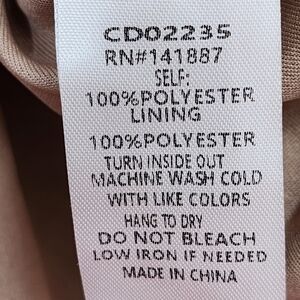 CD02235
RN#141887
SELF:
100%POLYESTER
LINING
100%POLYESTER
TURN INSIDE OUT
MACHINE WASH COLD
WITH LIKE COLORS
HANG TO DRY
DO NOT BLEACH
LOW IRON IF NEEDED
MADE IN CHINA